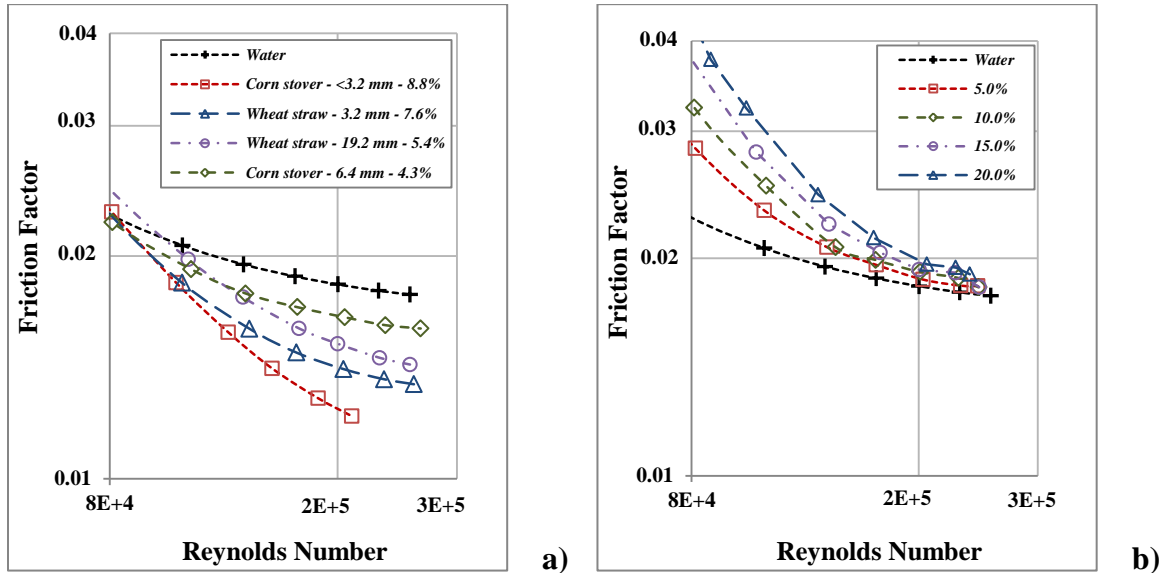 0.04
0.03
0.02
0.01
Friction Factor
Water
Corn stover - <3.2 mm - 8.8%
Wheat straw - 3.2 mm - 7.6%
Wheat straw - 19.2 mm - 5.4%
Corn stover - 6.4 mm - 4.3%
8E+4
2E+5
3E+5
Reynolds Number
a)
0.04
0.03
0.02
0.01
Friction Factor
Water
5.0%
10.0%
15.0%
20.0%
8E+4
2E+5
3E+5
Reynolds Number
b)